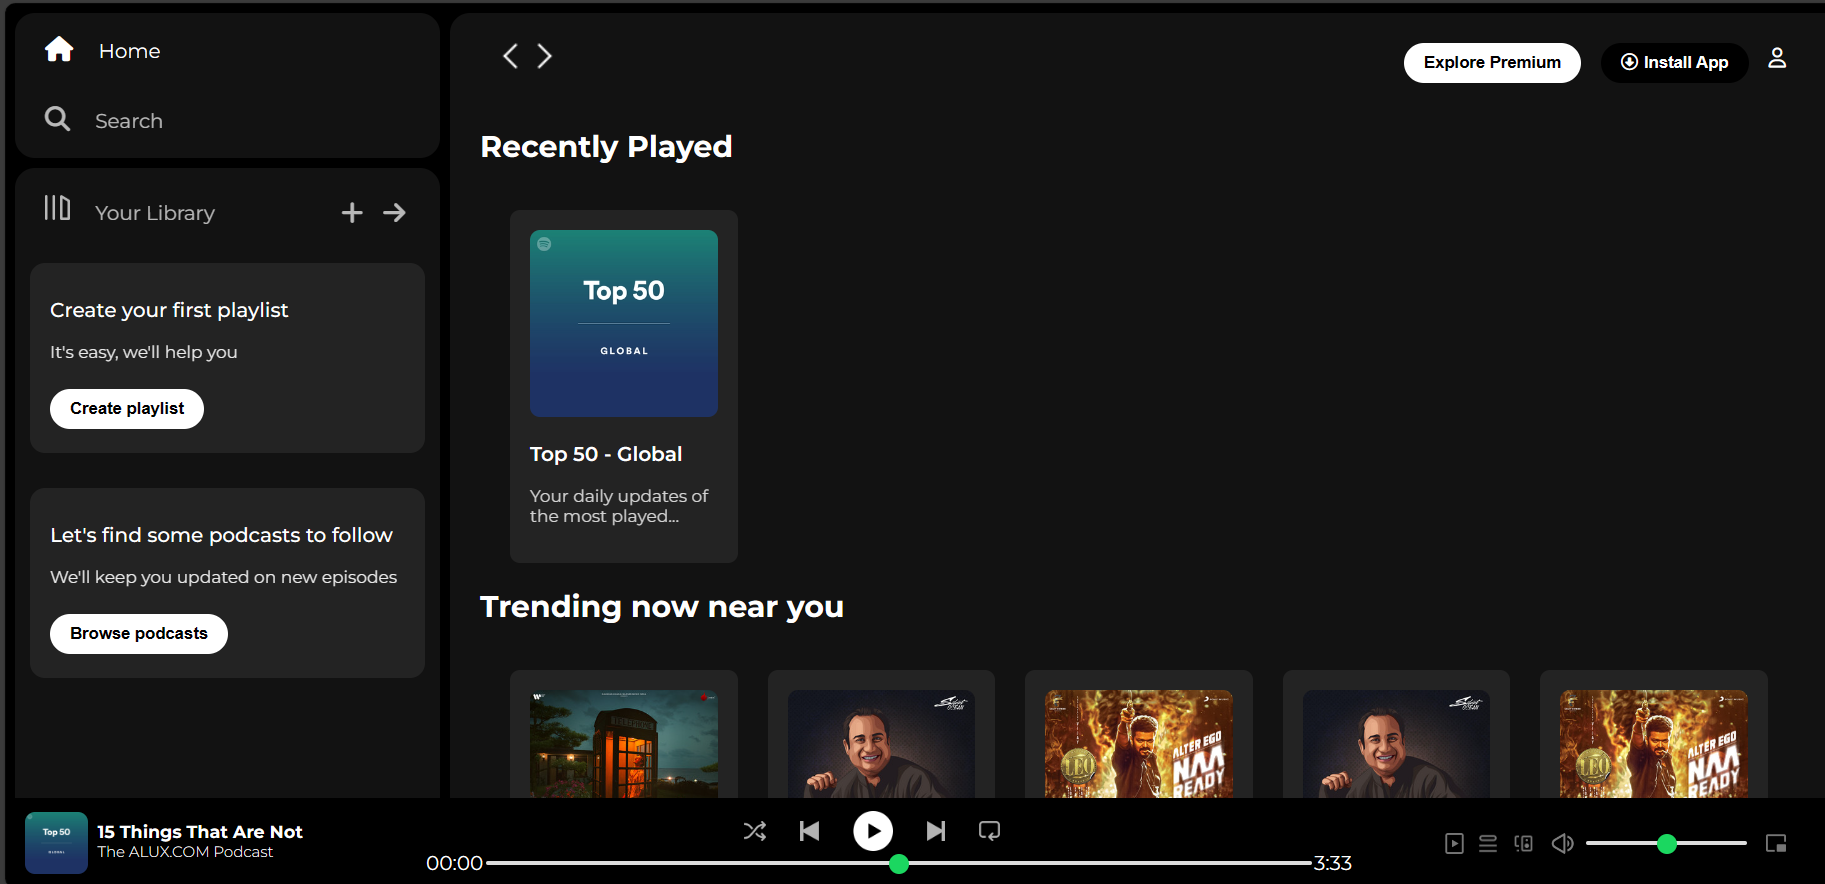 Home
Search
Your Library
Create your first playlist
It's easy, we'll help you
Create playlist
Let's find some podcasts to follow
We'll keep you updated on new episodes
Browse podcasts
Explore Premium
Install App
Recently Played
Top 50
GLOBAL
Top 50 - Global
Your daily updates of
the most played...
Trending now near you
TELEPHONE
LEO
ALTER EGO
NAA
READY
LEO
ALTER EGO
NAA
READY
Top 50
GLOBAL
15 Things That Are Not
The ALUX.COM Podcast
00:00
3:33